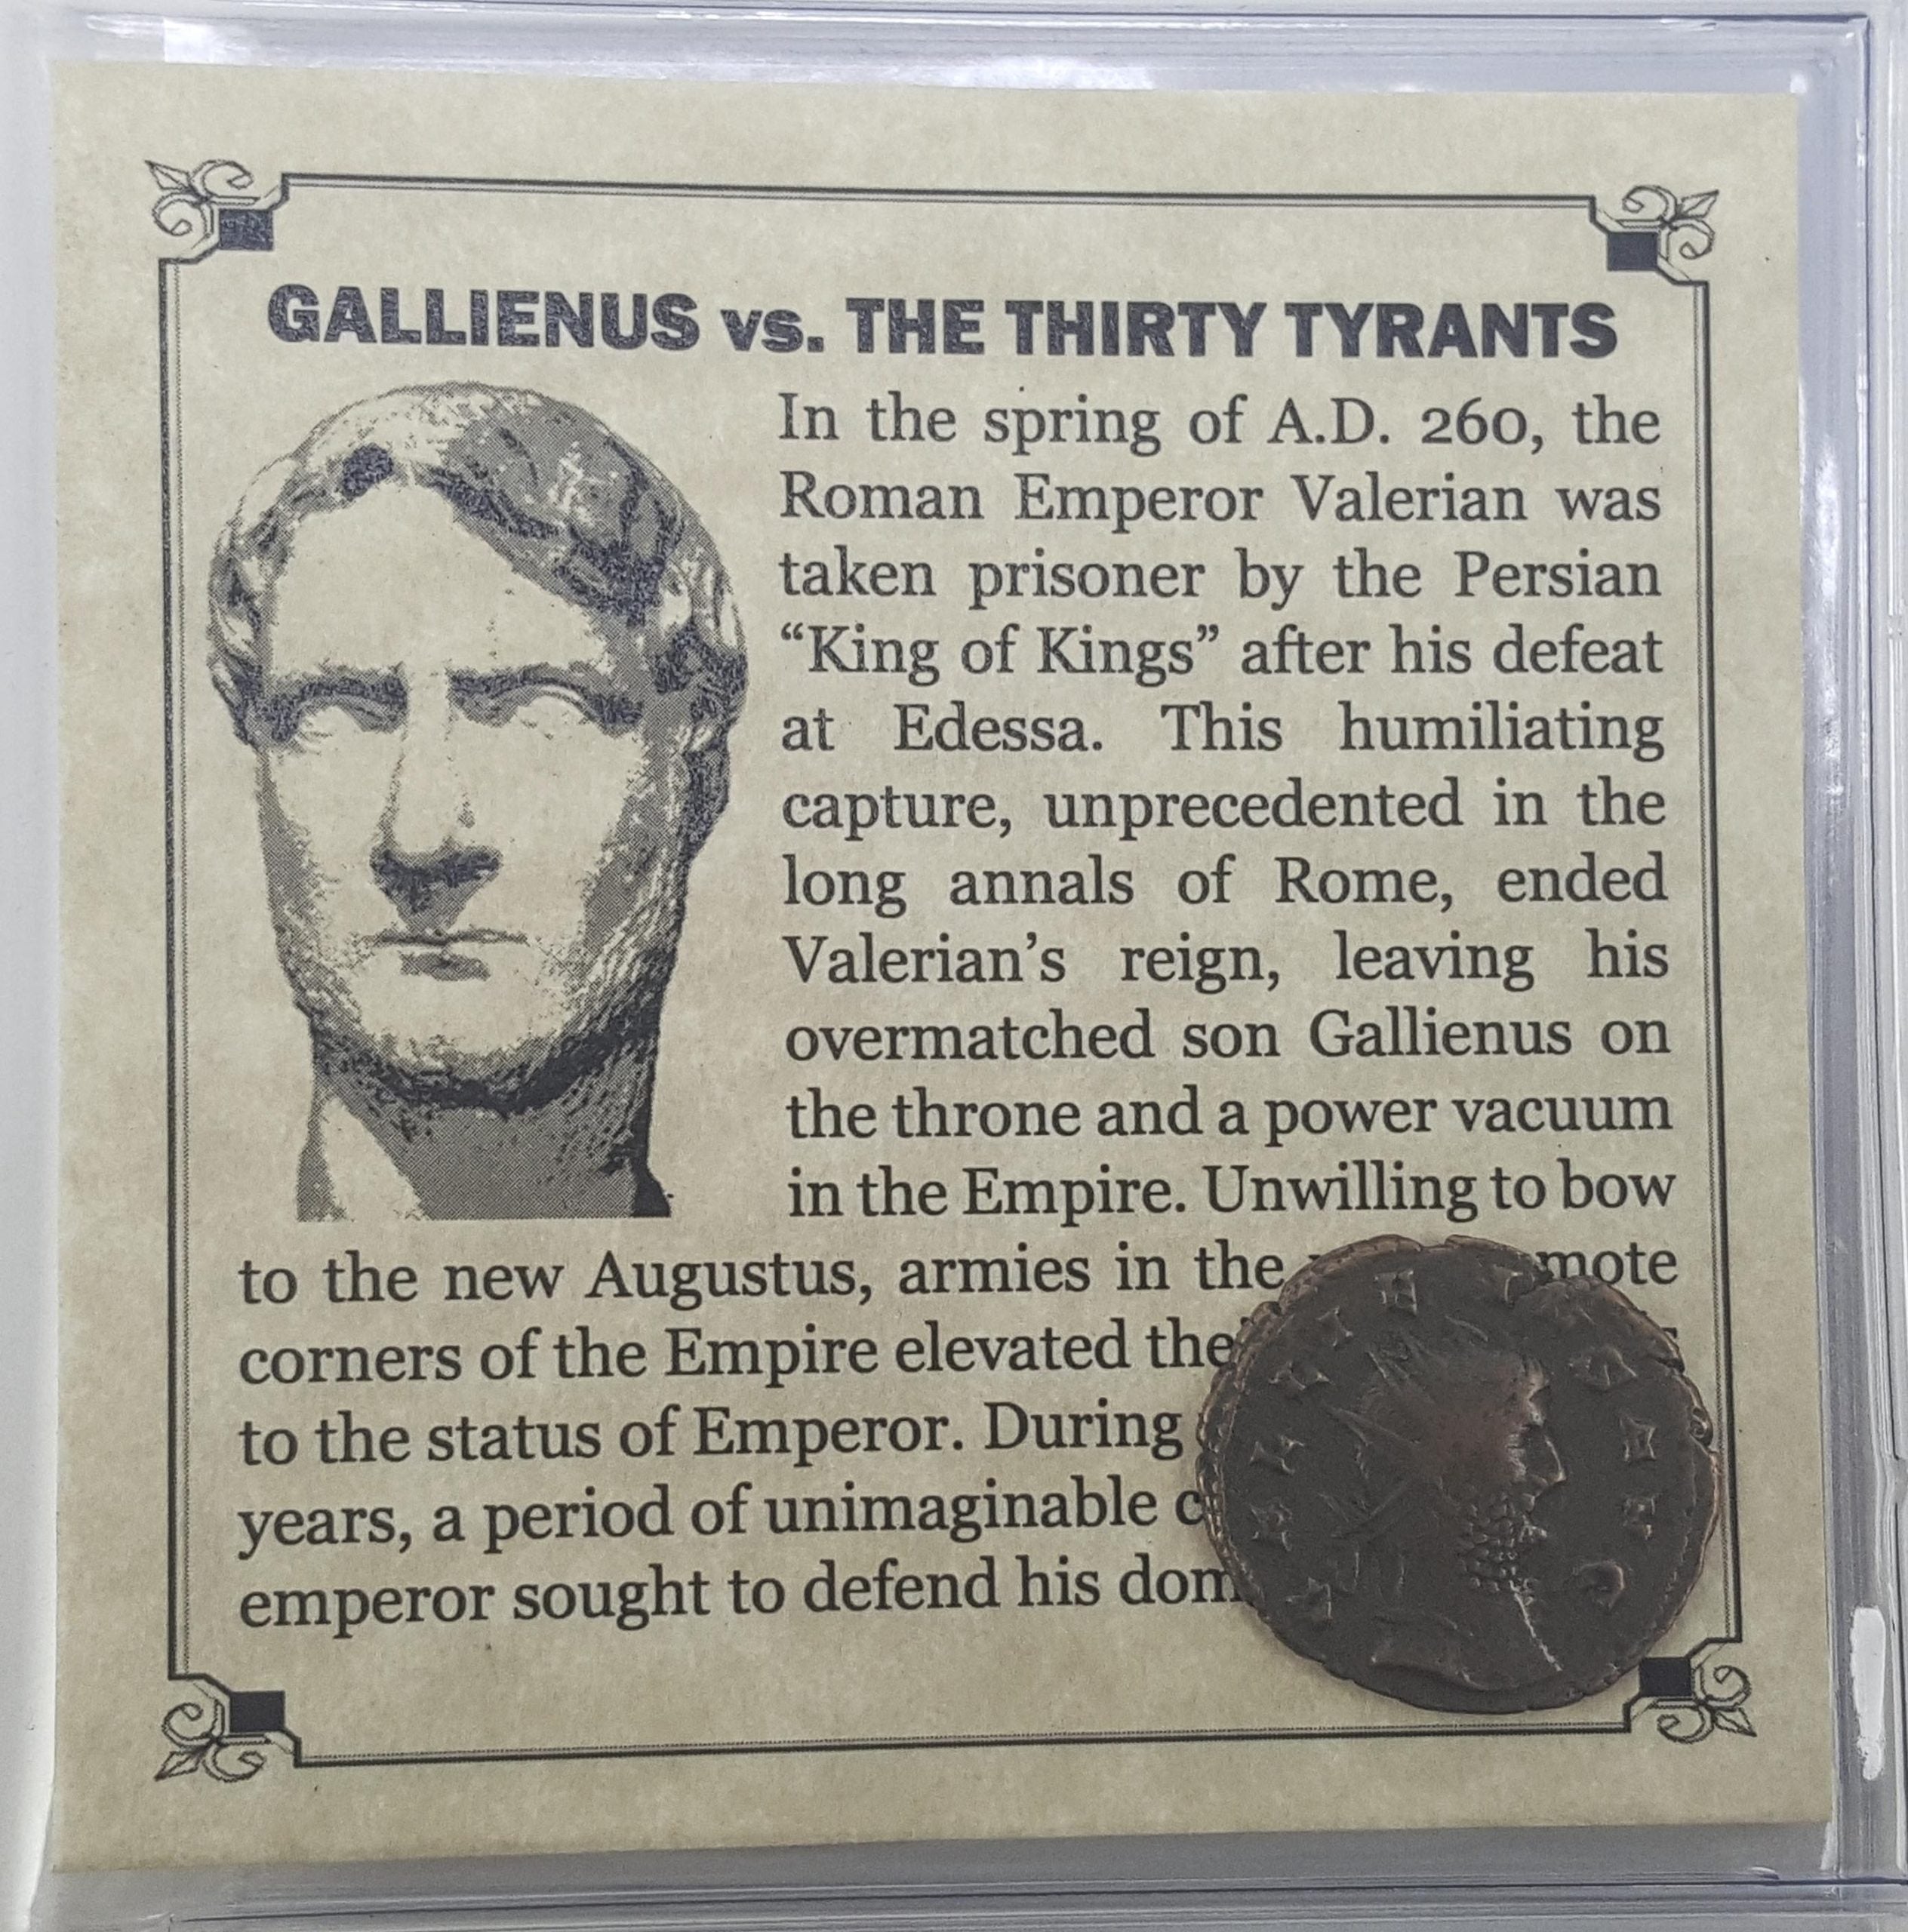 GALLIENUS vs. THE THIRTY TYRANTS
In the spring of A.D. 260, the
Roman Emperor Valerian was
taken prisoner by the Persian
“King of Kings” after his defeat
at Edessa. This humiliating
capture, unprecedented in the
long annals of Rome, ended
Valerian’s reign, leaving his
overmatched son Gallienus on
the throne and a power vacuum
in the Empire. Unwilling to bow
to the new Augustus, armies in the mote
corners of the Empire elevated the
to the status of Emperor. During
years, a period of unimaginable c
emperor sought to defend his dom